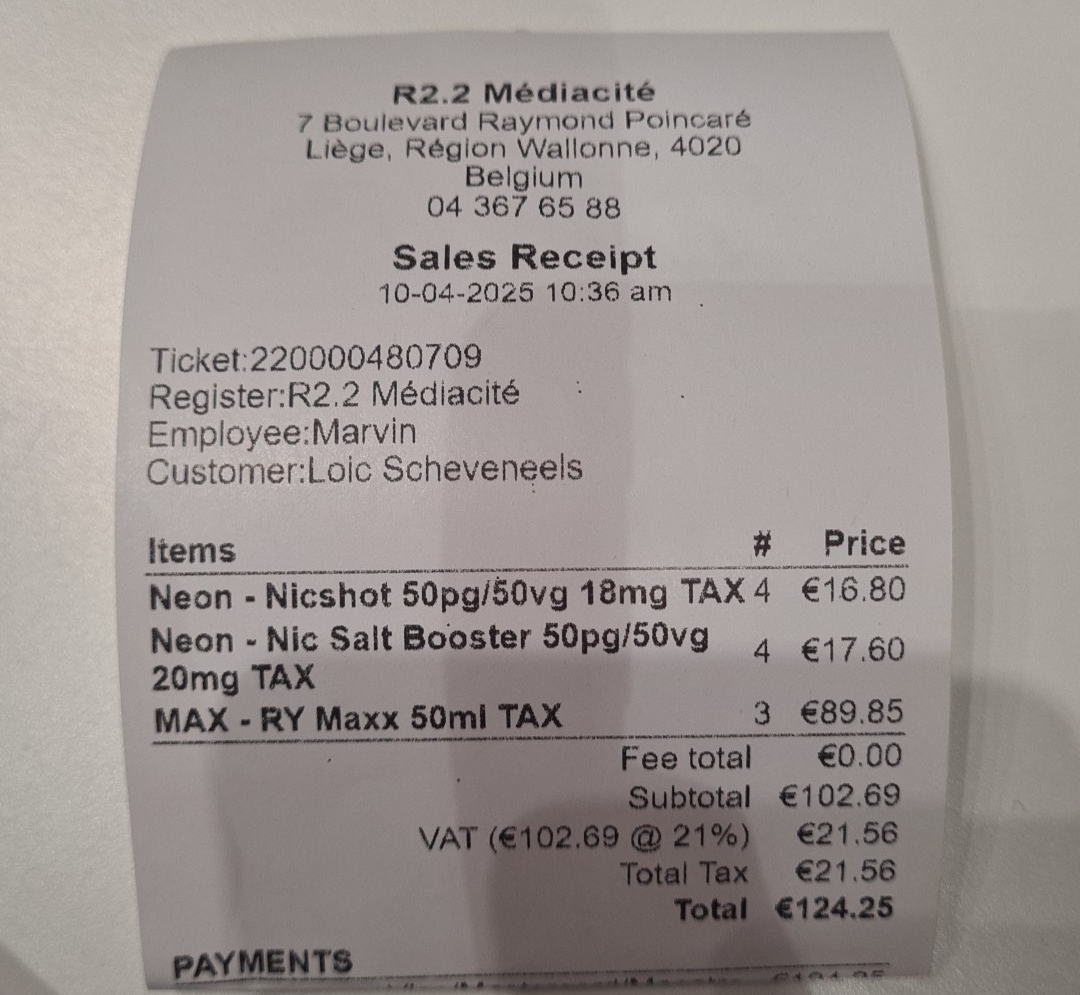 R2.2 Médiacité
7 Boulevard Raymond Poincaré
Liège, Région Wallonne, 4020
Belgium
04 367 65 88
Sales Receipt
10-04-2025 10:36 am
Ticket:220000480709
Register:R2.2 Médiacité
Employee:Marvin
Customer:Loic Scheveneels
Items # Price
Neon - Nicshot 50pg/50vg 18mg TAX 4 €16.80
Neon - Nic Salt Booster 50pg/50vg
20mg TAX 4 €17.60
MAX - RY Maxx 50ml TAX 3 €89.85
Fee total €0.00
Subtotal €102.69
VAT (€102.69 @ 21%) €21.56
Total Tax €21.56
Total €124.25
PAYMENTS